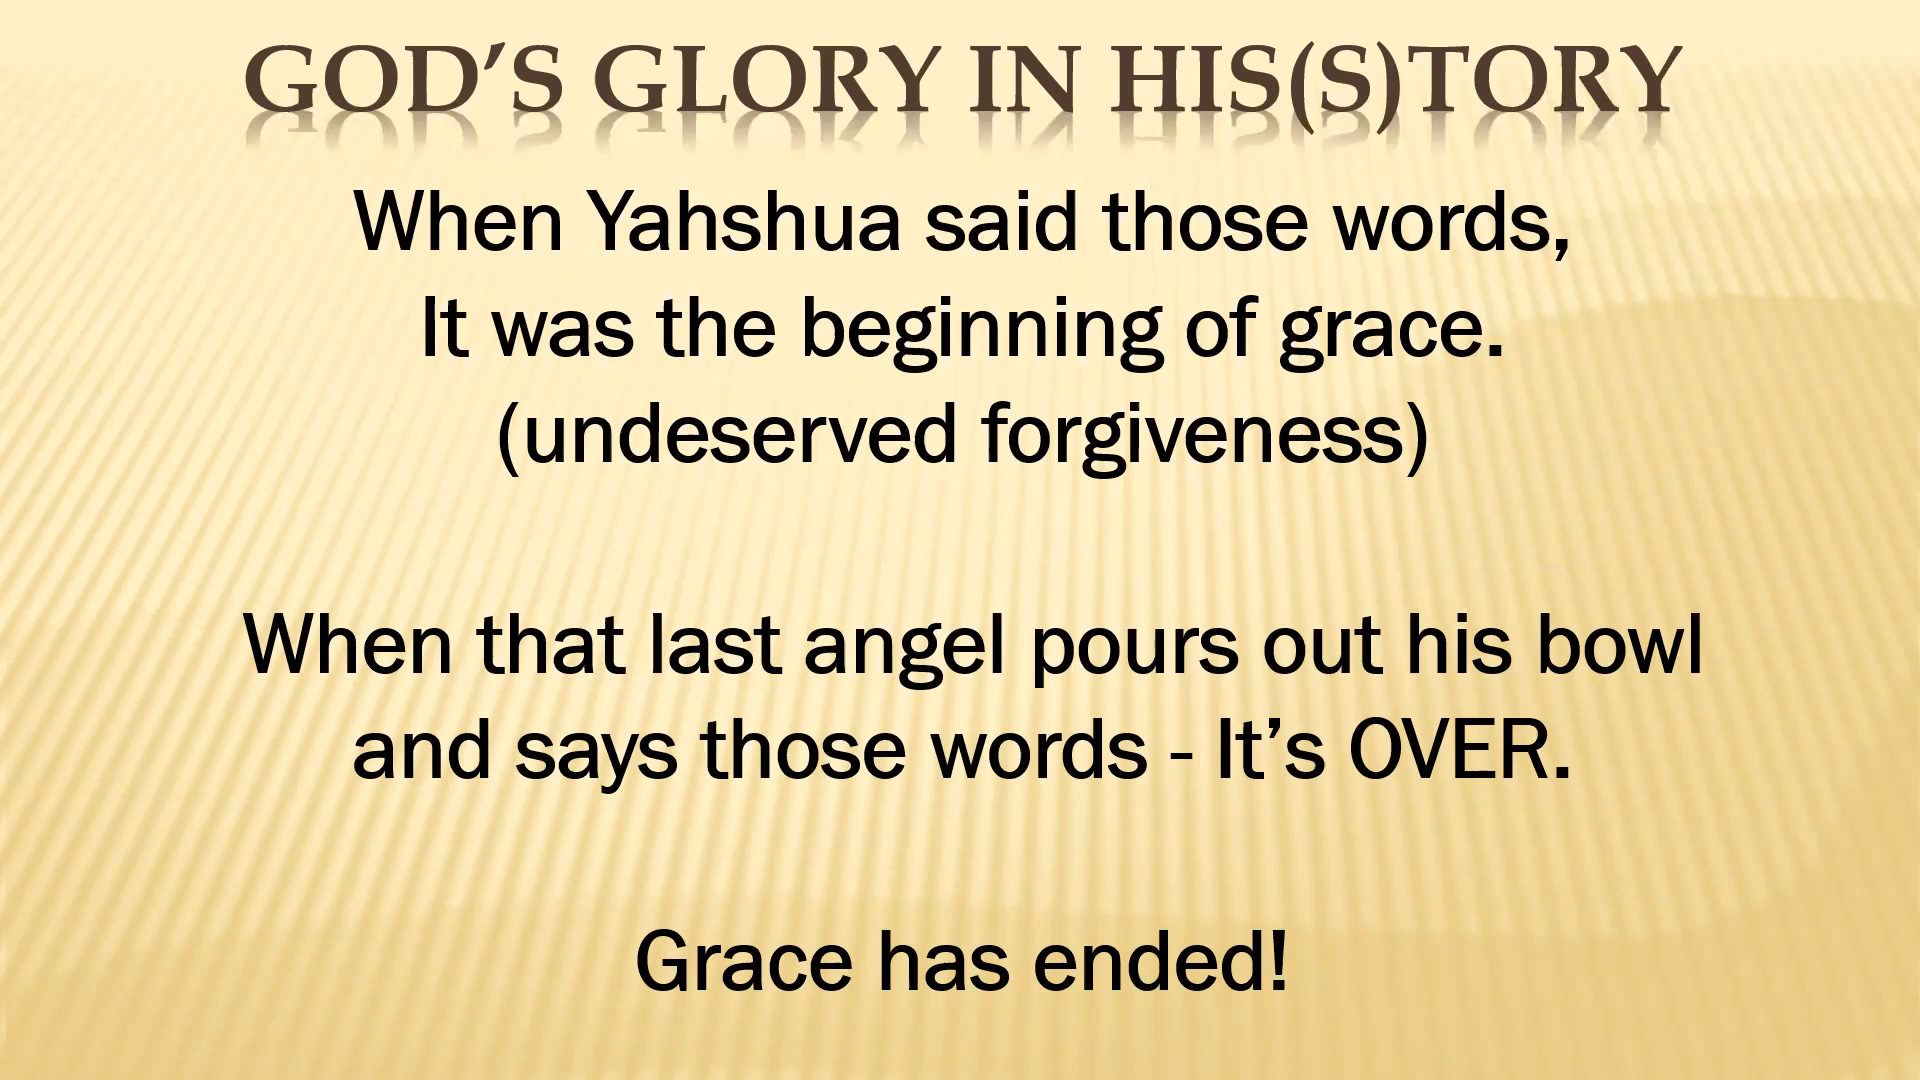 GOD’S GLORY IN HIS(S)TORY
When Yahshua said those words,
It was the beginning of grace.
(undeserved forgiveness)
When that last angel pours out his bowl
and says those words - It’s OVER.
Grace has ended!